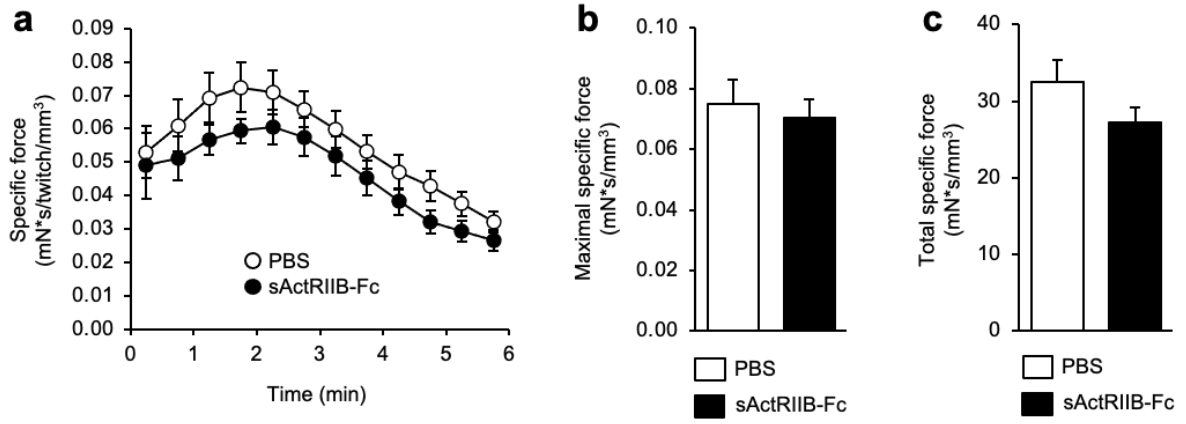 a
Specific force
(mN*s/twitch/mm³)
0.09
0.08
0.07
0.06
0.05
0.04
0.03
0.02
0.01
0.00
0 1 2 3 4 5 6
Time (min)
PBS
sActRIIB-Fc
b
Maximal specific force
(mN*s/mm³)
0.10
0.08
0.06
0.04
0.02
0.00
PBS
sActRIIB-Fc
c
Total specific force
(mN*s/mm³)
40
30
20
10
0
PBS
sActRIIB-Fc